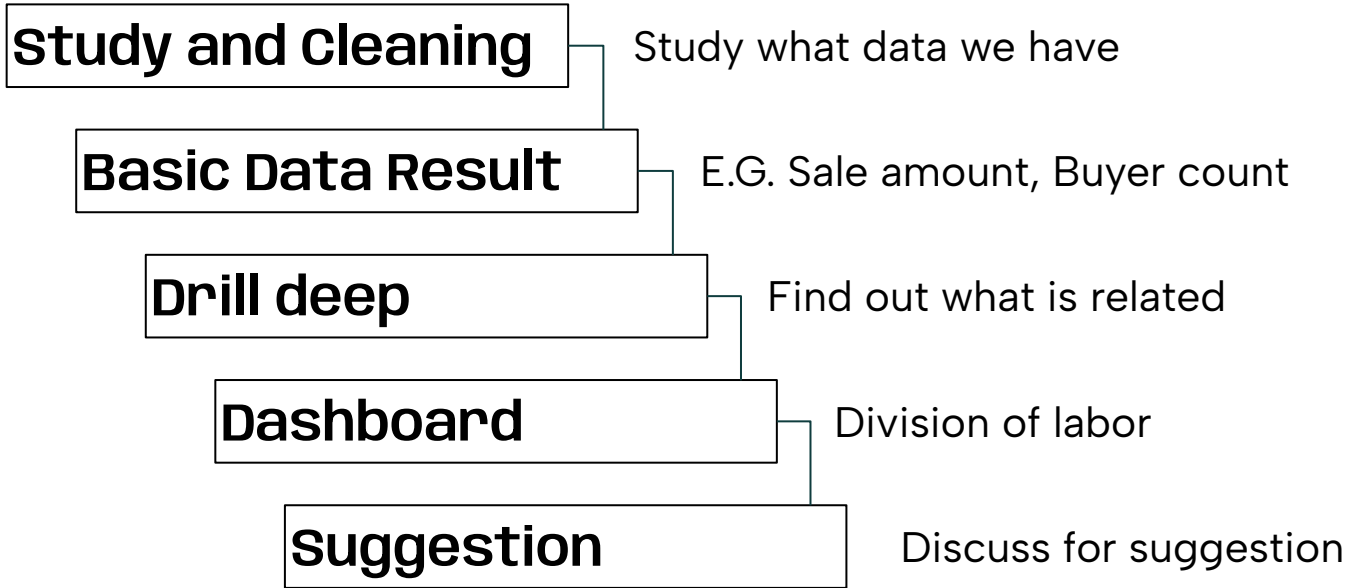 Study and Cleaning
Study what data we have
Basic Data Result
E.G. Sale amount, Buyer count
Drill deep
Find out what is related
Dashboard
Division of labor
Suggestion
Discuss for suggestion